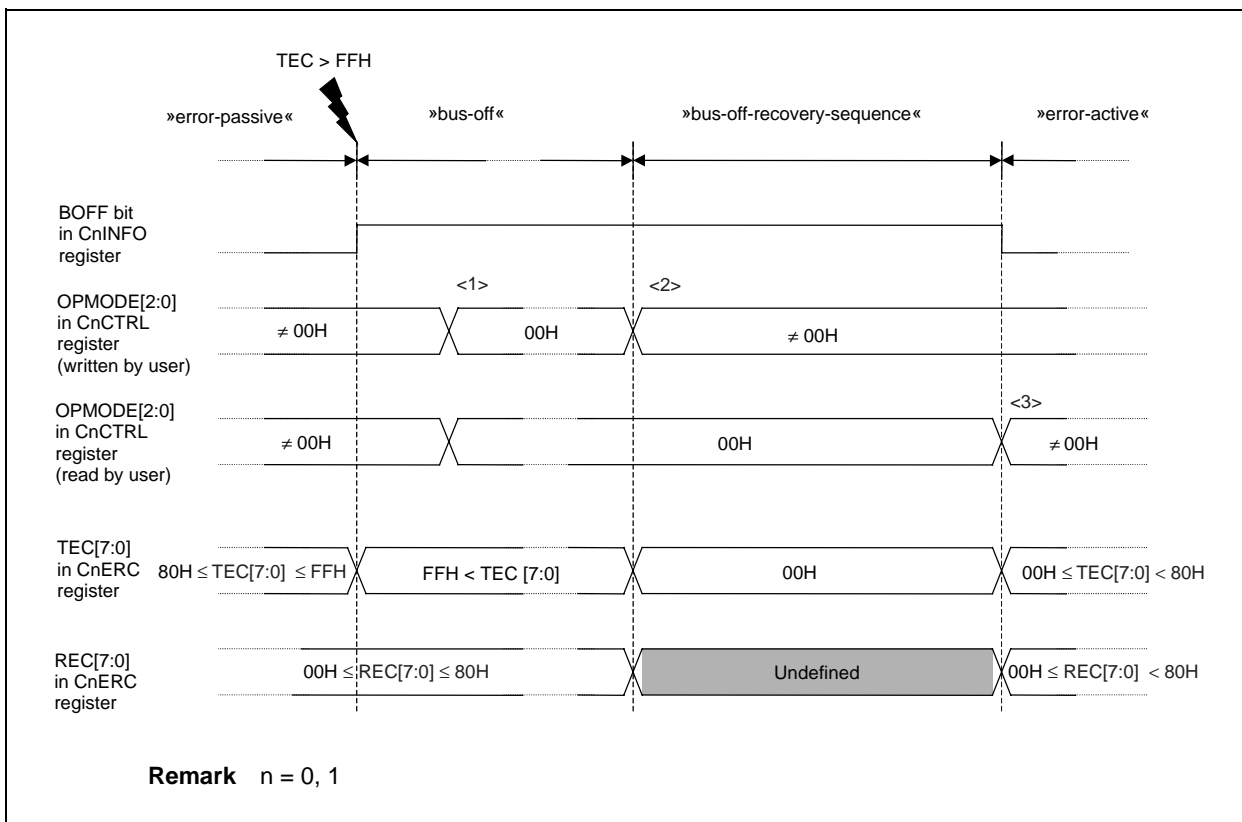 TEC > FFH
»error-passive«
»bus-off«
»bus-off-recovery-sequence«
»error-active«
BOFF bit
in CnINFO
register
<1>
<2>
OPMODE[2:0]
in CnCTRL
register
(written by user)
≠ 00H
00H
≠ 00H
<3>
OPMODE[2:0]
in CnCTRL
register
(read by user)
≠ 00H
00H
≠ 00H
TEC[7:0]
in CnERC
register
80H ≤ TEC[7:0] ≤ FFH
FFH < TEC [7:0]
00H
00H ≤ TEC[7:0] < 80H
REC[7:0]
in CnERC
register
00H ≤ REC[7:0] ≤ 80H
Undefined
00H ≤ REC[7:0] < 80H
Remark n = 0, 1